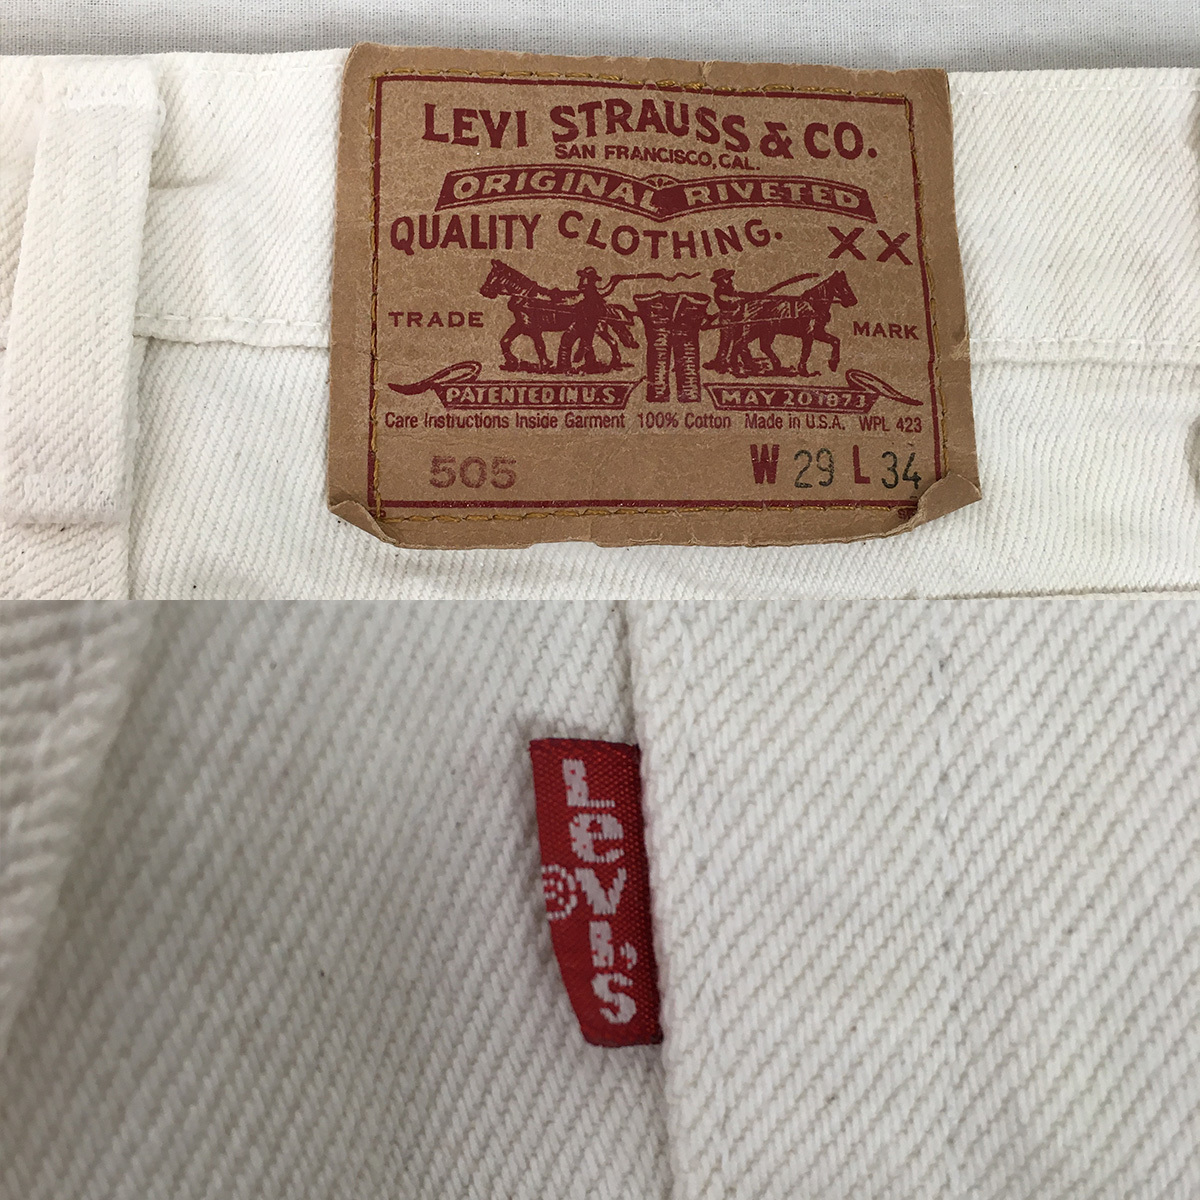 LEVI STRAUSS & CO.
SAN FRANCISCO, CAL.
ORIGINAL RIVETED
QUALITY CLOTHING. XX
TRADE MARK
PATENTED IN U.S. MAY 20 1873
Care Instructions Inside Garment 100% Cotton Made in U.S.A. WPL 423
505 W 29 L 34
LeVI'S
®